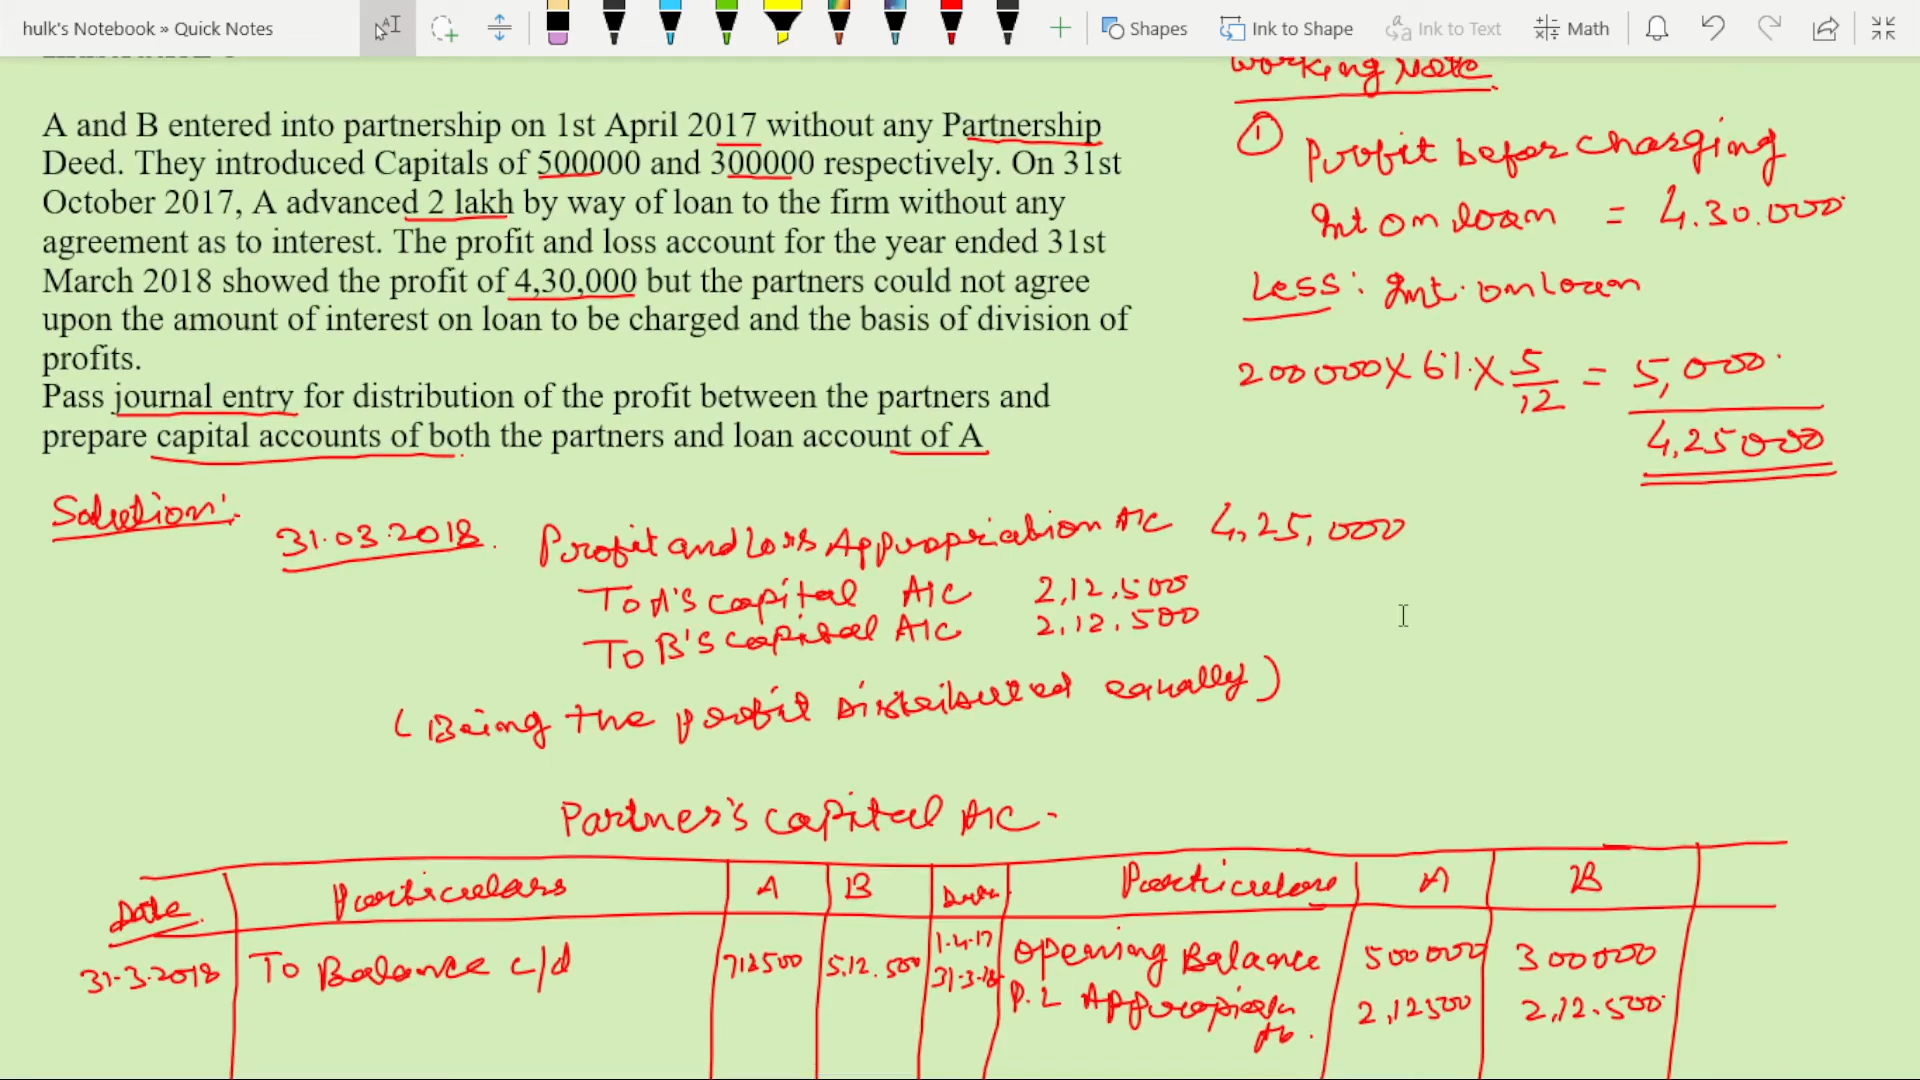 hulk's Notebook » Quick Notes
Shapes
Ink to Shape
Ink to Text
Math
A and B entered into partnership on 1st April 2017 without any Partnership
Deed. They introduced Capitals of 500000 and 300000 respectively. On 31st
October 2017, A advanced 2 lakh by way of loan to the firm without any
agreement as to interest. The profit and loss account for the year ended 31st
March 2018 showed the profit of 4,30,000 but the partners could not agree
upon the amount of interest on loan to be charged and the basis of division of
profits.
Pass journal entry for distribution of the profit between the partners and
prepare capital accounts of both the partners and loan account of A
Working Note
① Profit befor charging
Int on loan = 4.30.000
Less: Int. on loan
200000 X 6%. X 5/12 = 5,000
4,25000
Solution:
31.03.2018. Profit and Loss Appropriation A/C 4,25,000
To A's capital A/C 2,12,500
To B's capital A/C 2,12,500
(Being the profit Distributed equally)
Partner's capital A/C.
Date Particulars A B Date Particulars A B
31-3-2018 To Balance c/d 712500 5,12,500 1-4-17 Opening Balance 500000 300000
31-3-18 P.L Appropriation A/c. 2,12500 2,12,500